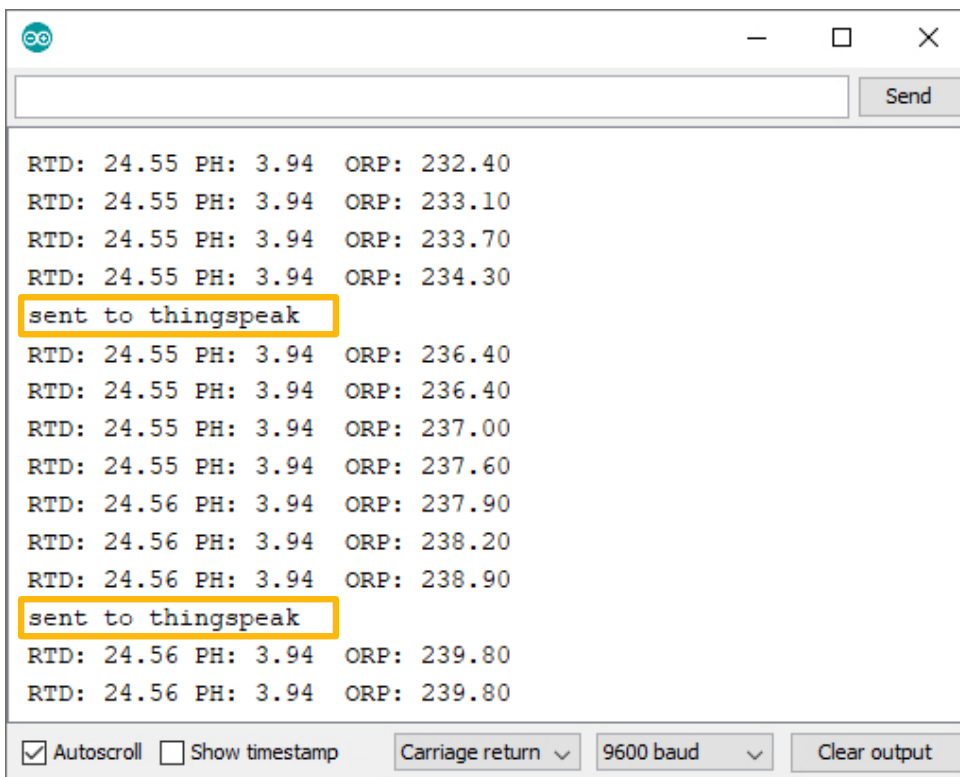 Send
RTD: 24.55 PH: 3.94 ORP: 232.40
RTD: 24.55 PH: 3.94 ORP: 233.10
RTD: 24.55 PH: 3.94 ORP: 233.70
RTD: 24.55 PH: 3.94 ORP: 234.30
sent to thingspeak
RTD: 24.55 PH: 3.94 ORP: 236.40
RTD: 24.55 PH: 3.94 ORP: 236.40
RTD: 24.55 PH: 3.94 ORP: 237.00
RTD: 24.55 PH: 3.94 ORP: 237.60
RTD: 24.56 PH: 3.94 ORP: 237.90
RTD: 24.56 PH: 3.94 ORP: 238.20
RTD: 24.56 PH: 3.94 ORP: 238.90
sent to thingspeak
RTD: 24.56 PH: 3.94 ORP: 239.80
RTD: 24.56 PH: 3.94 ORP: 239.80
Autoscroll Show timestamp Carriage return 9600 baud Clear output